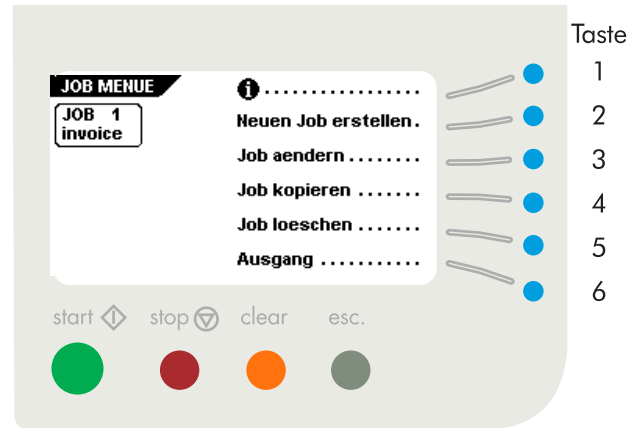 Taste
JOB MENUE
JOB 1
invoice
i ..................
Neuen Job erstellen.
Job aendern ........
Job kopieren .......
Job loeschen .......
Ausgang ...........
1
2
3
4
5
6
start stop clear esc.